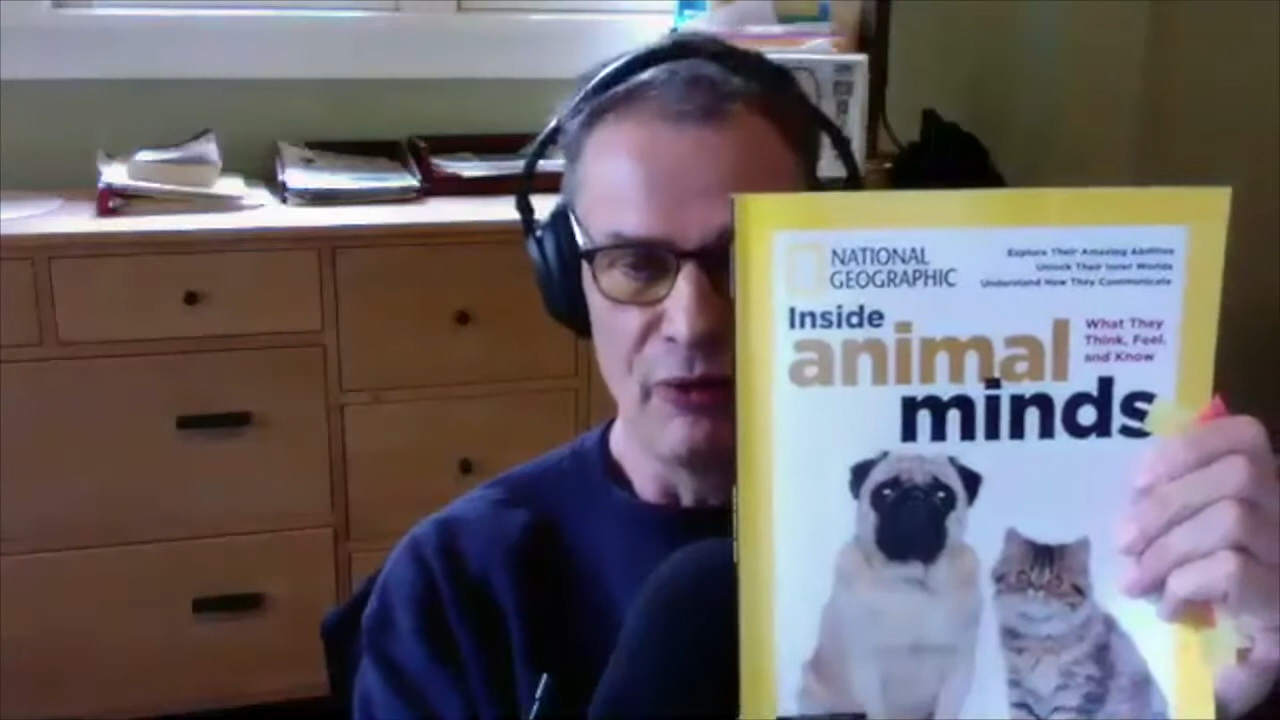 NATIONAL
GEOGRAPHIC
Explore Their Amazing Abilities
Unlock Their Inner Worlds
Understand How They Communicate
Inside
animal
minds
What They
Think, Feel,
and Know